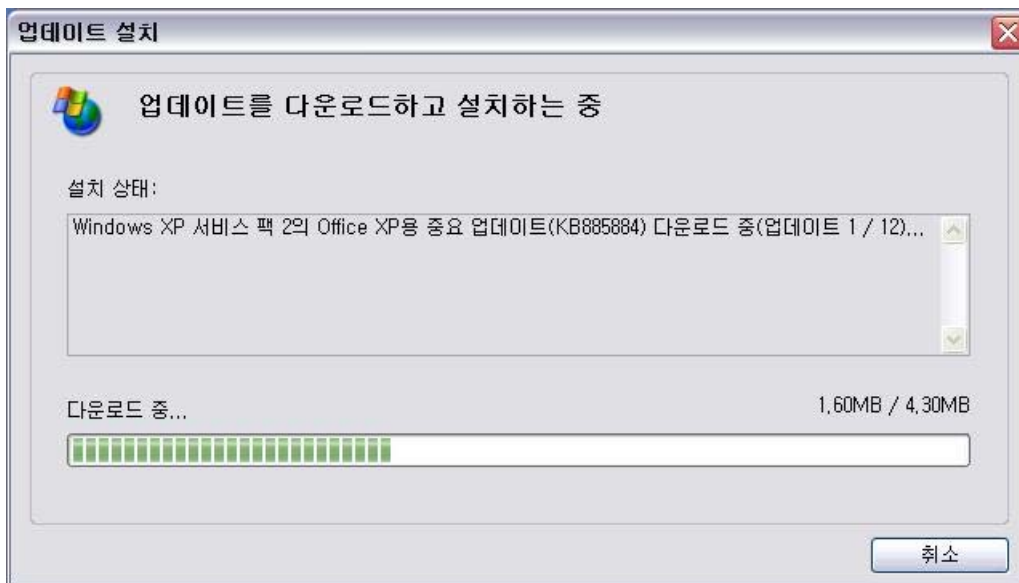 업데이트 설치
업데이트를 다운로드하고 설치하는 중
설치 상태:
Windows XP 서비스 팩 2의 Office XP용 중요 업데이트(KB885884) 다운로드 중(업데이트 1 / 12)...
다운로드 중... 1,60MB / 4,30MB
취소